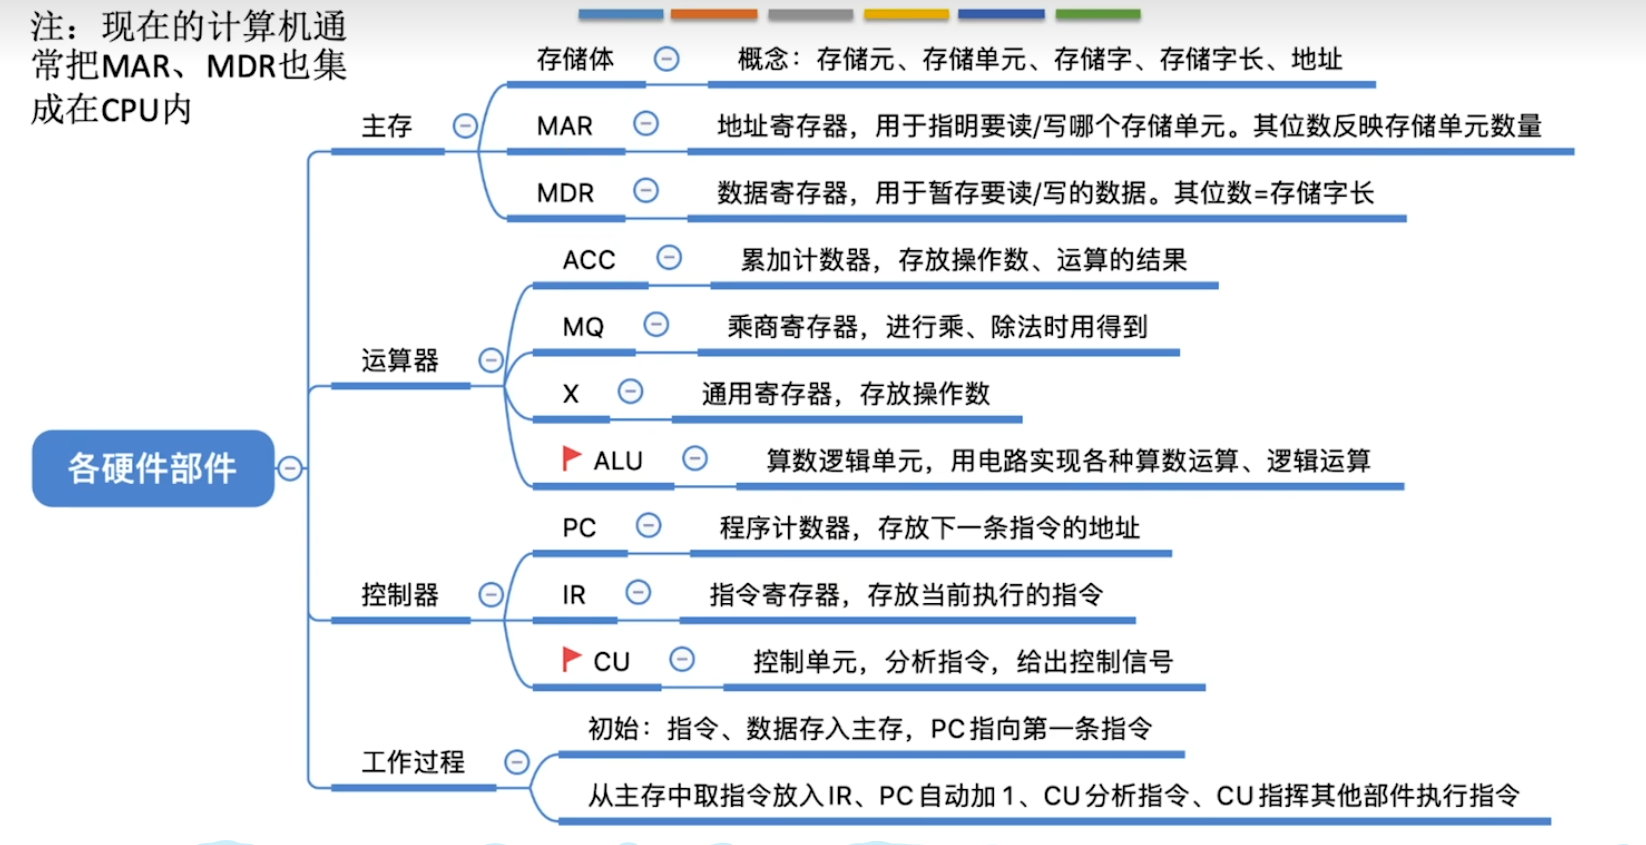 注：现在的计算机通
常把MAR、MDR也集
成在CPU内
各硬件部件
主存
存储体
概念：存储元、存储单元、存储字、存储字长、地址
MAR
地址寄存器，用于指明要读/写哪个存储单元。其位数反映存储单元数量
MDR
数据寄存器，用于暂存要读/写的数据。其位数=存储字长
运算器
ACC
累加计数器，存放操作数、运算的结果
MQ
乘商寄存器，进行乘、除法时用得到
X
通用寄存器，存放操作数
ALU
算数逻辑单元，用电路实现各种算数运算、逻辑运算
控制器
PC
程序计数器，存放下一条指令的地址
IR
指令寄存器，存放当前执行的指令
CU
控制单元，分析指令，给出控制信号
工作过程
初始：指令、数据存入主存，PC指向第一条指令
从主存中取指令放入IR、PC自动加1、CU分析指令、CU指挥其他部件执行指令